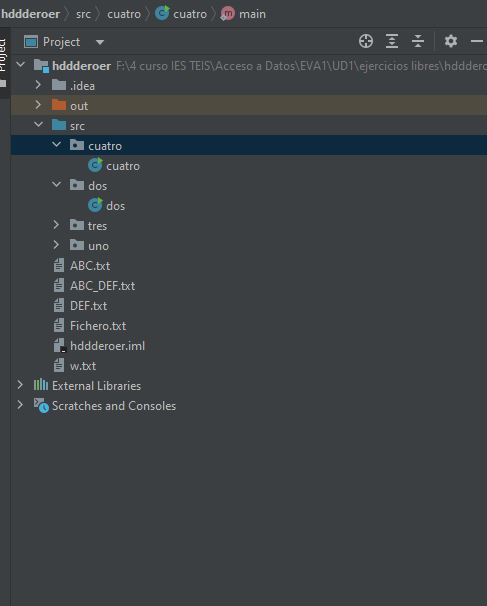 hddderoer src cuatro cuatro main
Project
Project
hddderoer F:\4 curso IES TEIS\Acceso a Datos\EVA1\UD1\ejercicios libres\hdddero
.idea
out
src
cuatro
cuatro
dos
dos
tres
uno
ABC.txt
ABC_DEF.txt
DEF.txt
Fichero.txt
hddderoer.iml
w.txt
External Libraries
Scratches and Consoles